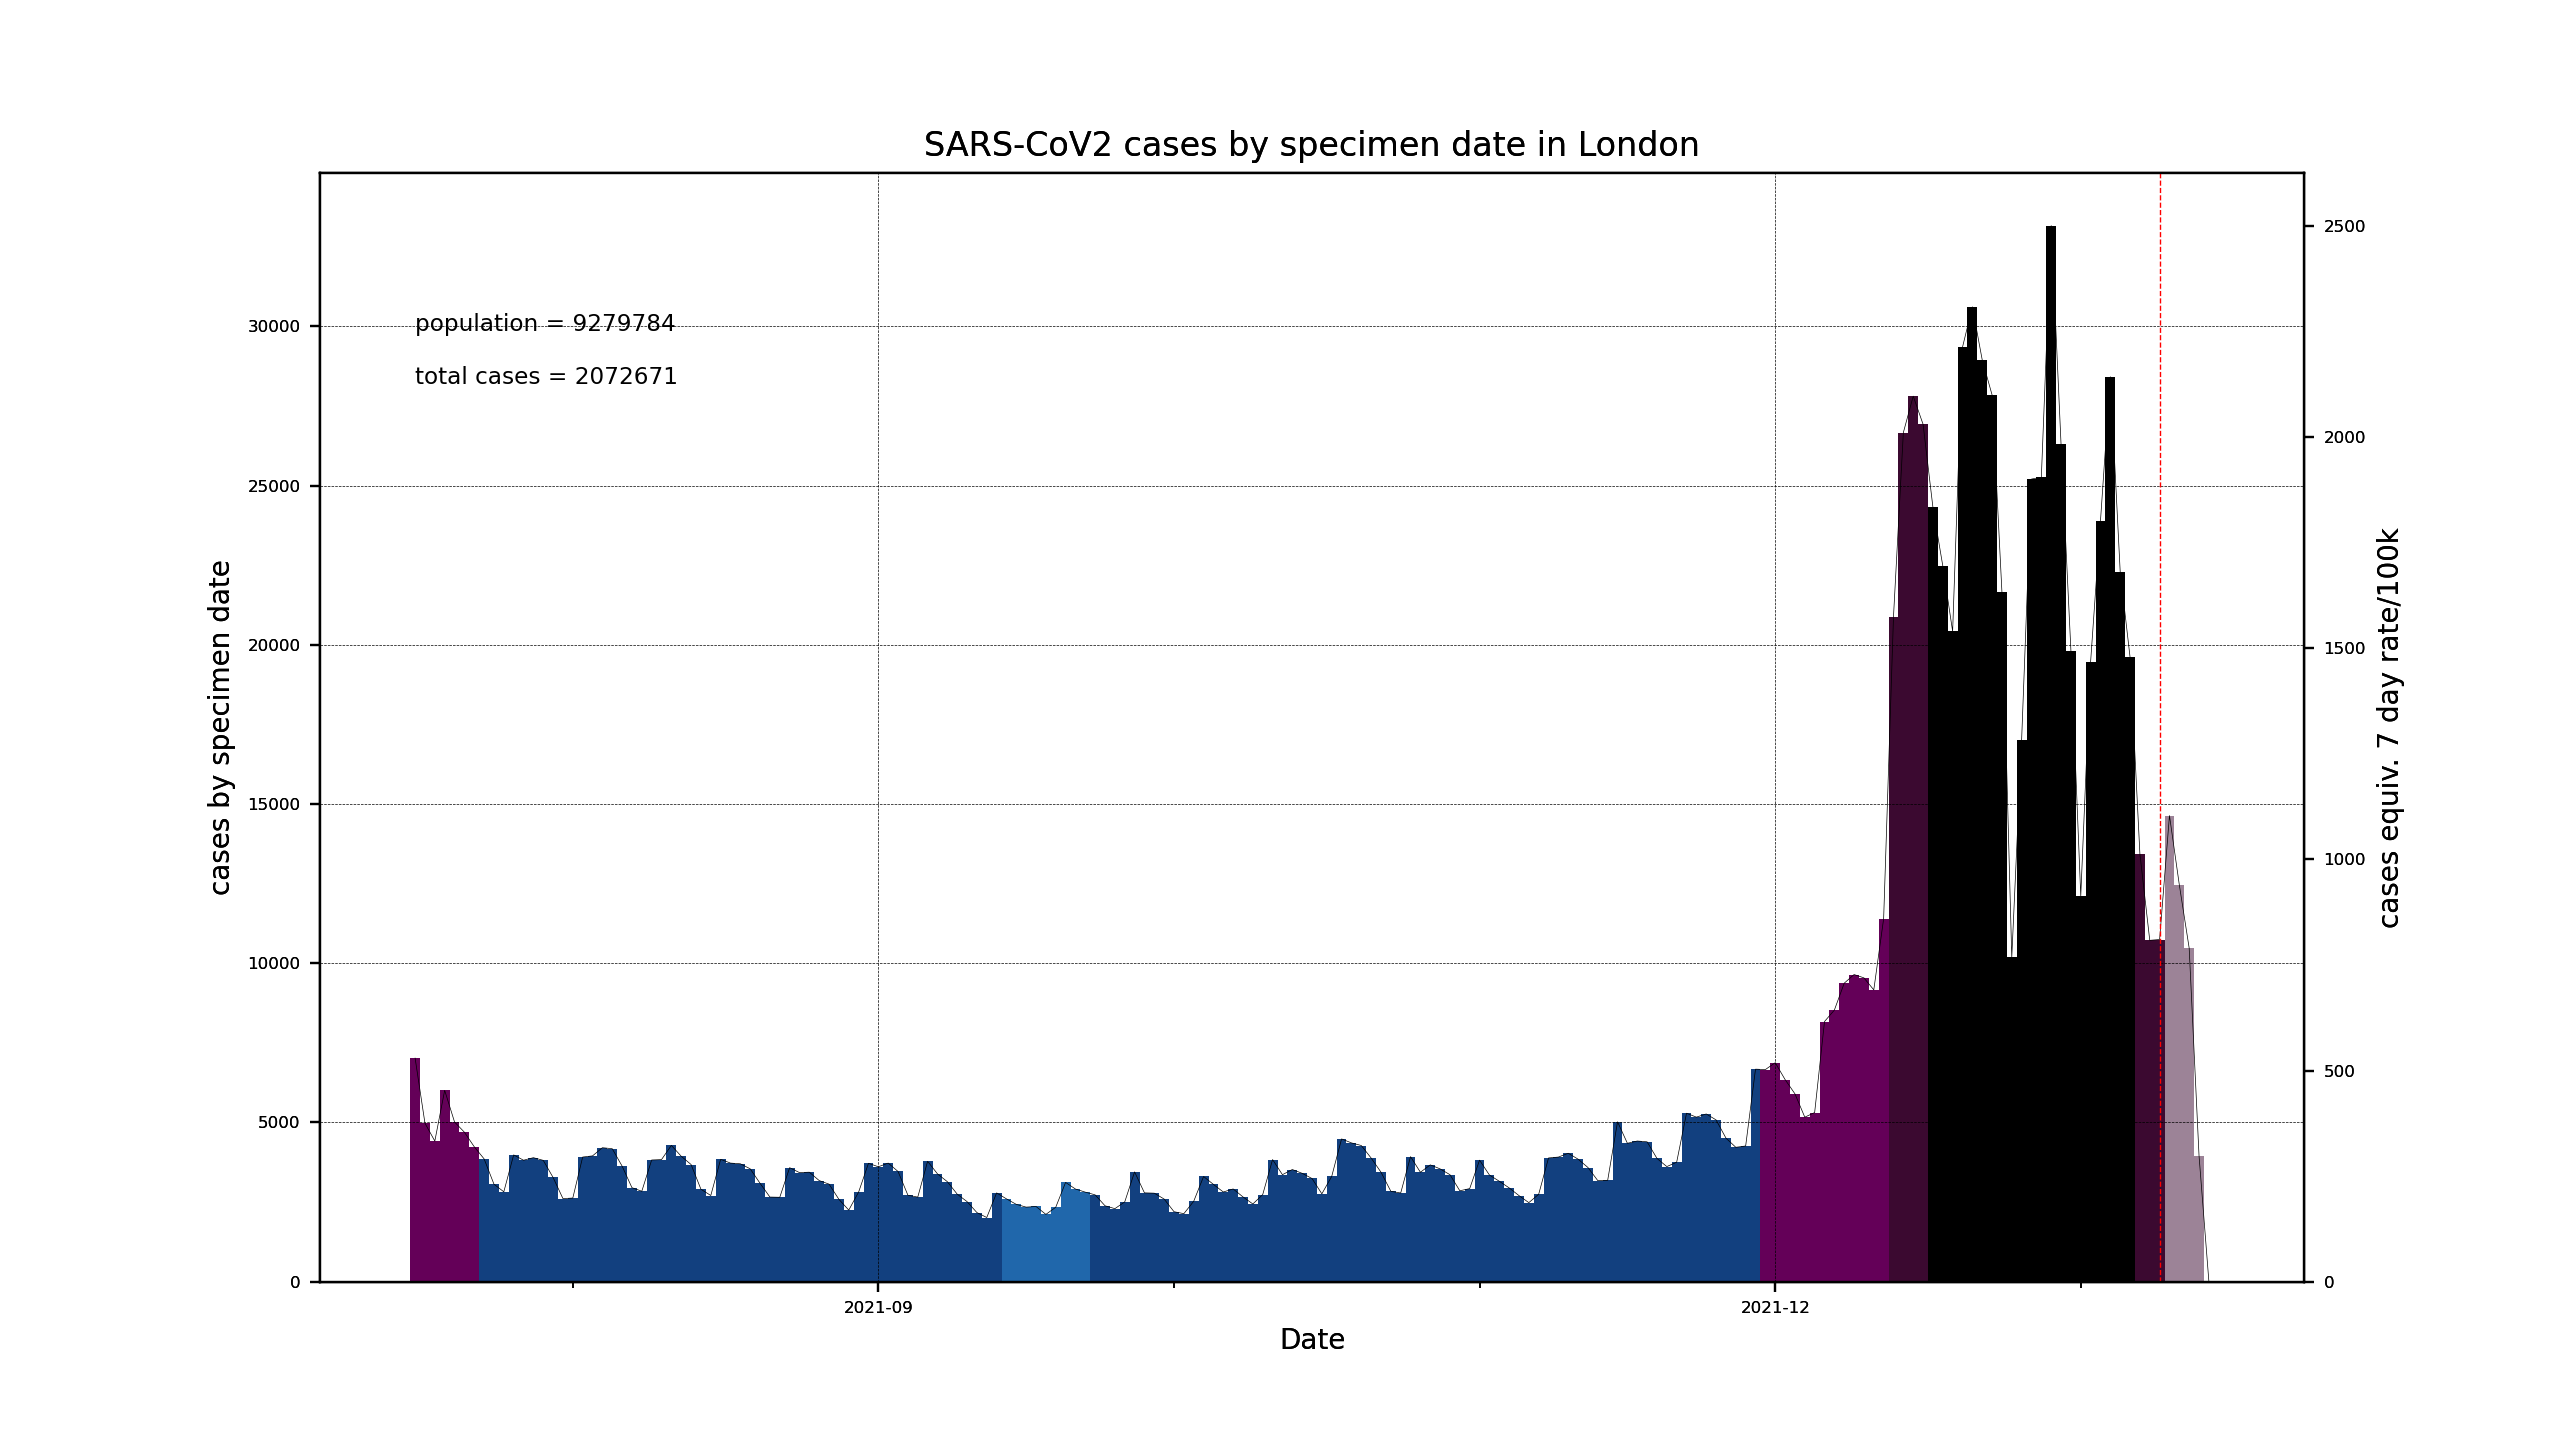 SARS-CoV2 cases by specimen date in London
population = 9279784
total cases = 2072671
cases by specimen date
30000
25000
20000
15000
10000
5000
0
2500
2000
1500
1000
500
0
cases equiv. 7 day rate/100k
2021-09
2021-12
Date